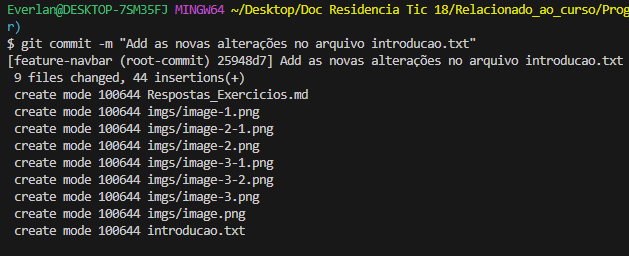 Everlan@DESKTOP-7SM35FJ MINGW64 ~/Desktop/Doc Residencia Tic 18/Relacionado_ao_curso/Prog
r)
$ git commit -m "Add as novas alterações no arquivo introducao.txt"
[feature-navbar (root-commit) 25948d7] Add as novas alterações no arquivo introducao.txt
 9 files changed, 44 insertions(+)
 create mode 100644 Respostas_Exercicios.md
 create mode 100644 imgs/image-1.png
 create mode 100644 imgs/image-2-1.png
 create mode 100644 imgs/image-2.png
 create mode 100644 imgs/image-3-1.png
 create mode 100644 imgs/image-3-2.png
 create mode 100644 imgs/image-3.png
 create mode 100644 imgs/image.png
 create mode 100644 introducao.txt